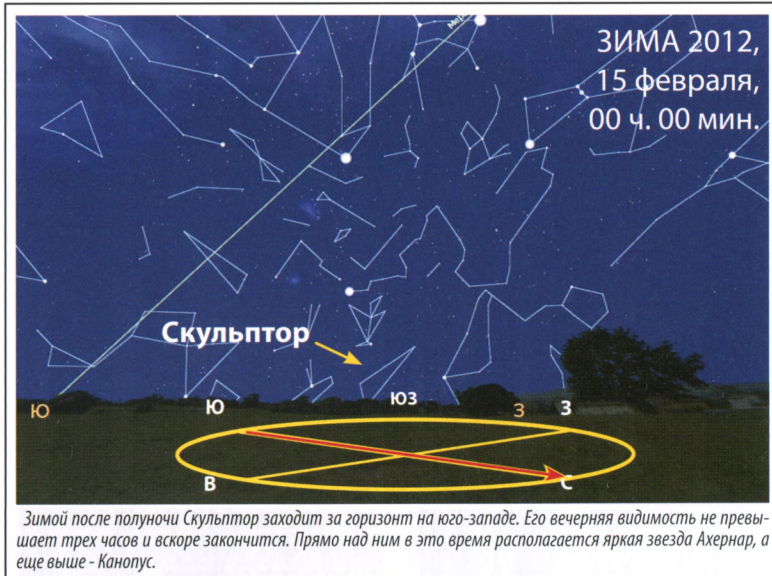 Мер
ЗИМА 2012,
15 февраля,
00 ч. 00 мин.
Скульптор
Ю Ю ЮЗ З З
В С
Зимой после полуночи Скульптор заходит за горизонт на юго-западе. Его вечерняя видимость не превы-
шает трех часов и вскоре закончится. Прямо над ним в это время располагается яркая звезда Ахернар, а
еще выше - Канопус.